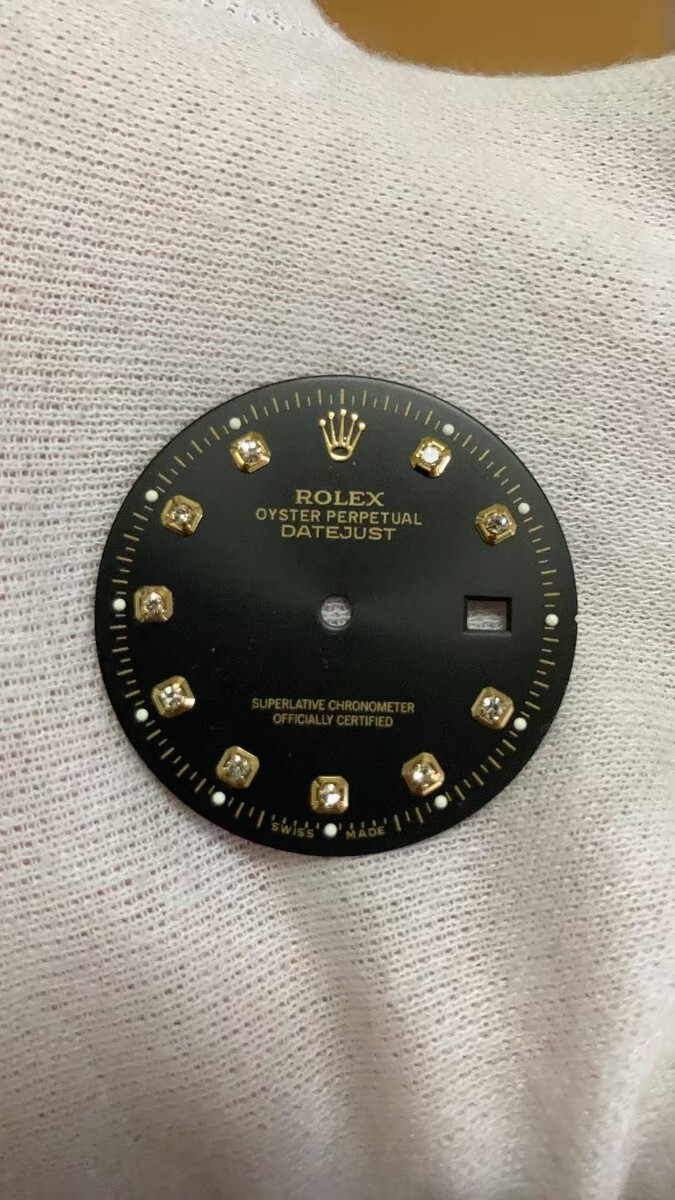 ROLEX
OYSTER PERPETUAL
DATEJUST
SUPERLATIVE CHRONOMETER
OFFICIALLY CERTIFIED
SWISS MADE